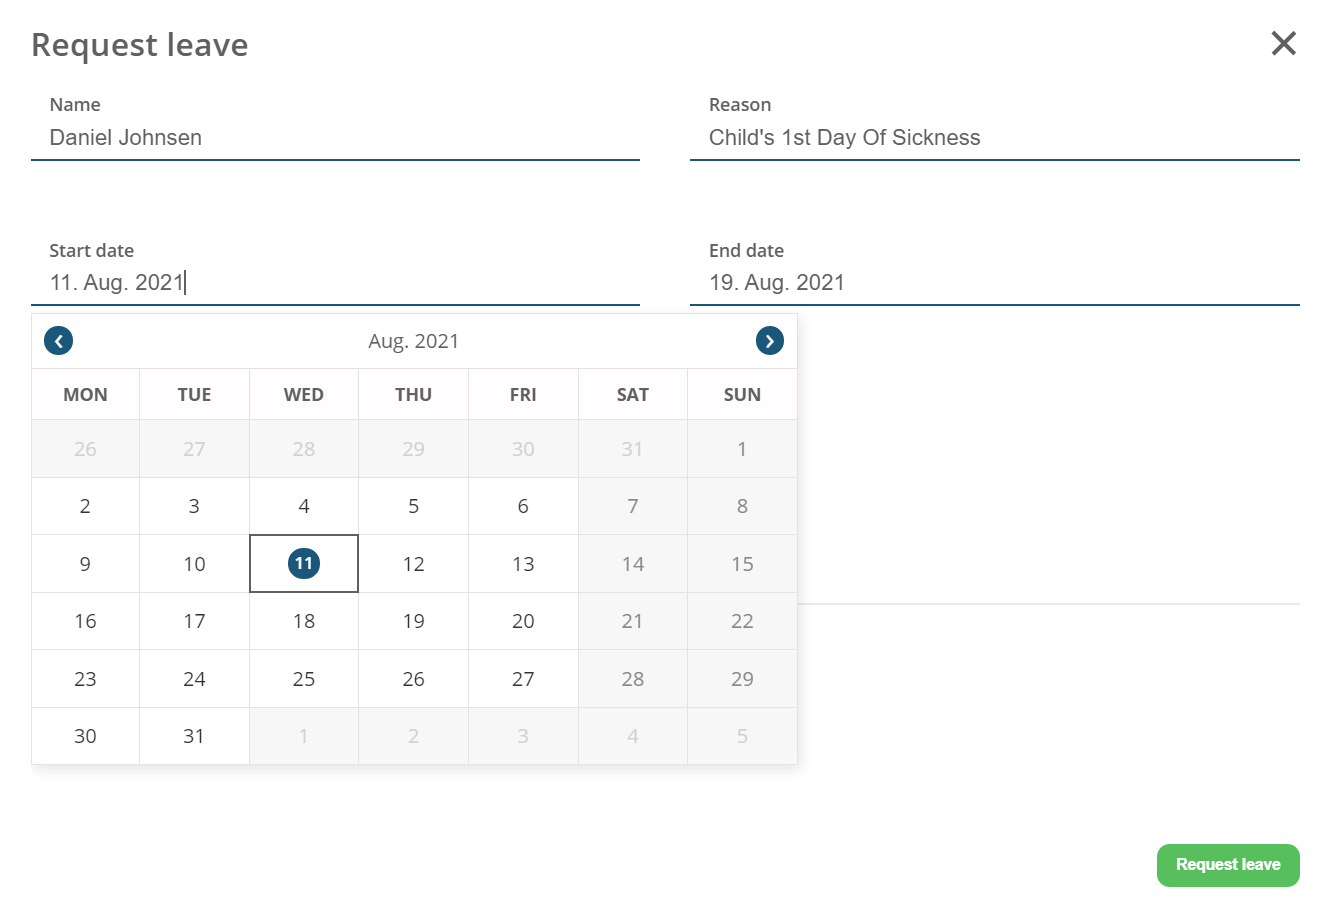 Request leave
Name
Daniel Johnsen
Reason
Child's 1st Day Of Sickness
Start date
11. Aug. 2021
End date
19. Aug. 2021
Aug. 2021
MON TUE WED THU FRI SAT SUN
26 27 28 29 30 31 1
2 3 4 5 6 7 8
9 10 11 12 13 14 15
16 17 18 19 20 21 22
23 24 25 26 27 28 29
30 31 1 2 3 4 5
Request leave